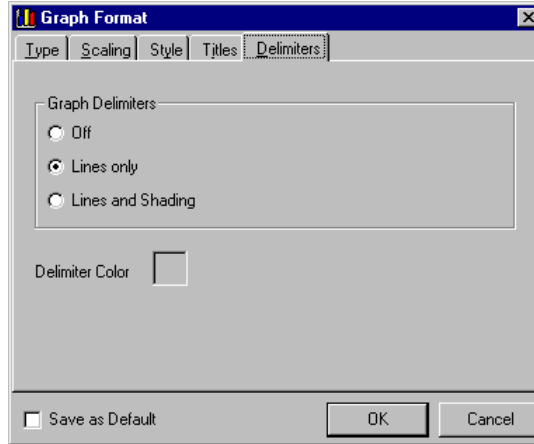 Graph Format
Type Scaling Style Titles Delimiters
Graph Delimiters
Off
Lines only
Lines and Shading
Delimiter Color
Save as Default OK Cancel